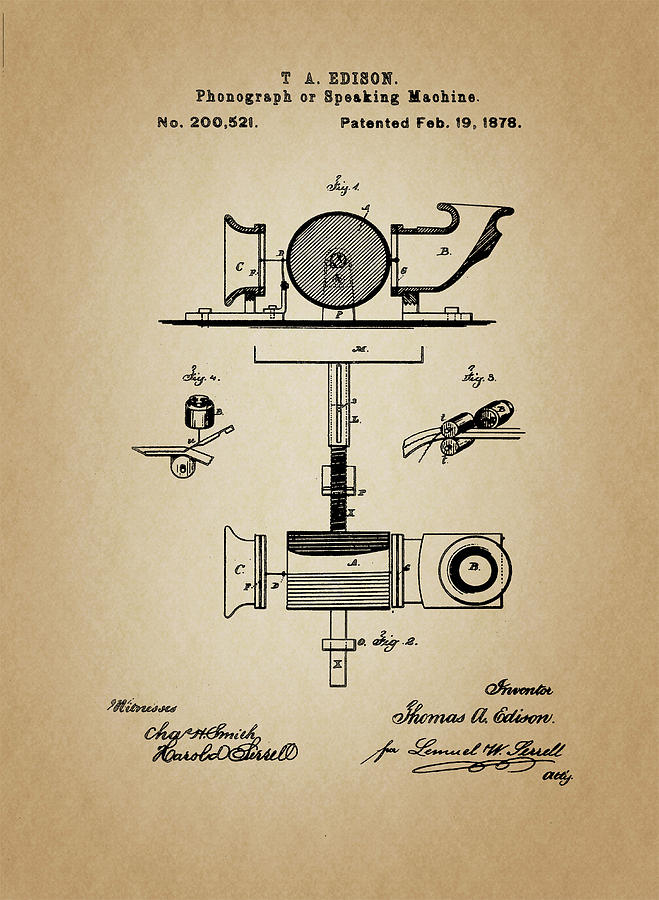 T A. EDISON.
Phonograph or Speaking Machine.
No. 200,521. Patented Feb. 19, 1878.
Fig. 1.
A
C F D B. G
P
M.
Fig. 4. Fig. 3.
B.
L.
P
X
C. F D A. G B.
O. Fig. 2.
X
Witnesses
Chas H. Smith
Harold Serrell
Inventor
Thomas A. Edison.
for Lemuel W. Serrell
atty.